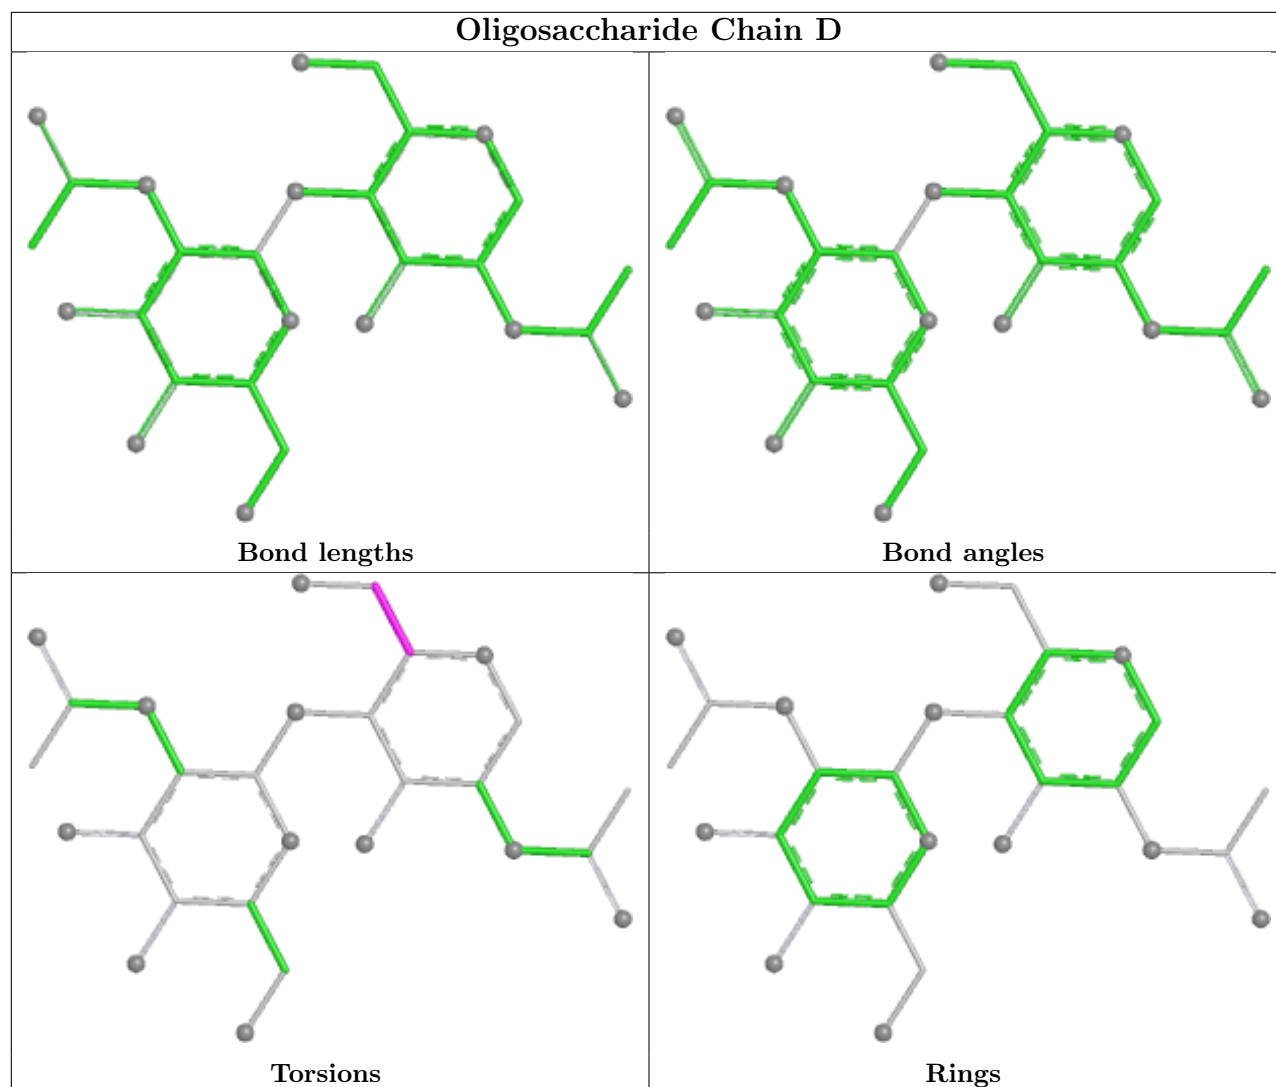 Oligosaccharide Chain D
Bond lengths
Bond angles
Torsions
Rings